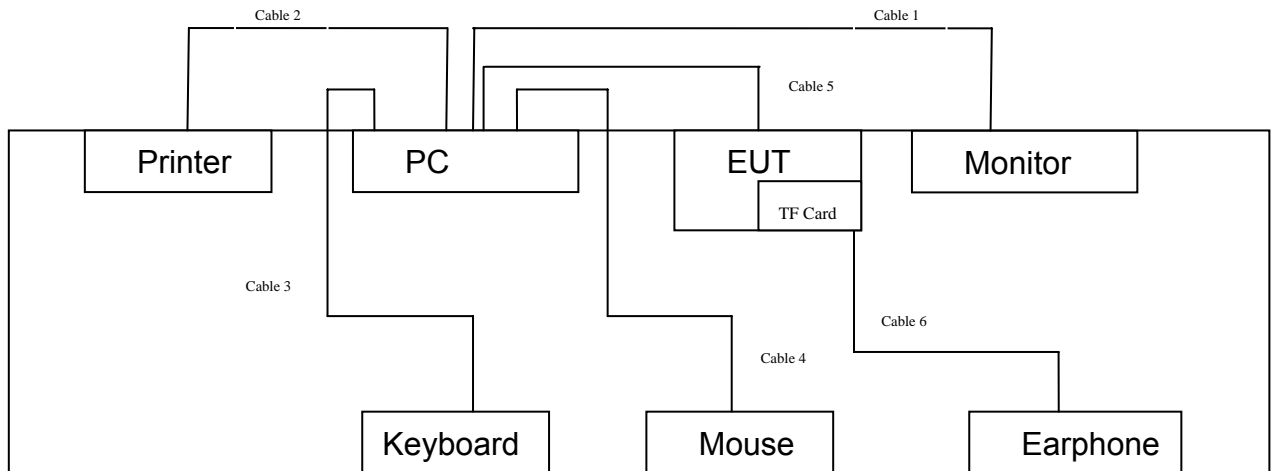 Cable 2
Cable 1
Cable 5
Printer
PC
EUT
Monitor
TF Card
Cable 3
Cable 6
Cable 4
Keyboard
Mouse
Earphone